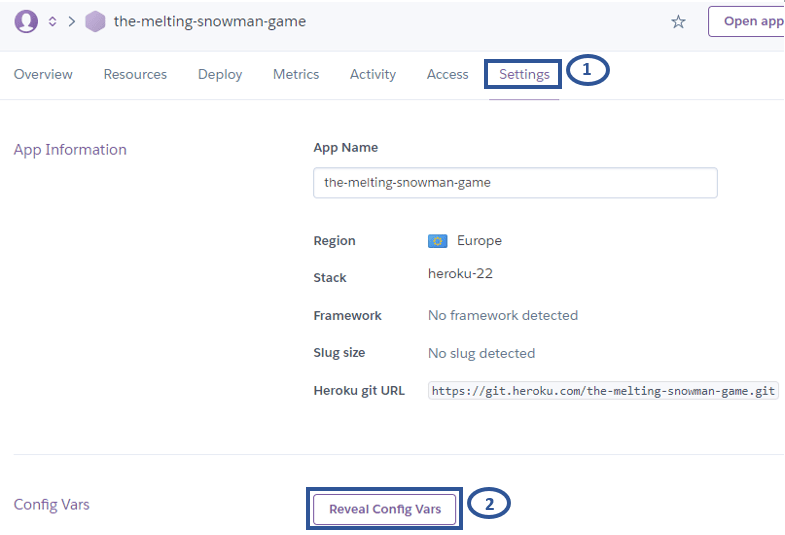 the-melting-snowman-game
Open app
Overview Resources Deploy Metrics Activity Access Settings 1
App Information
App Name
the-melting-snowman-game
Region Europe
Stack heroku-22
Framework No framework detected
Slug size No slug detected
Heroku git URL https://git.heroku.com/the-melting-snowman-game.git
Config Vars Reveal Config Vars 2